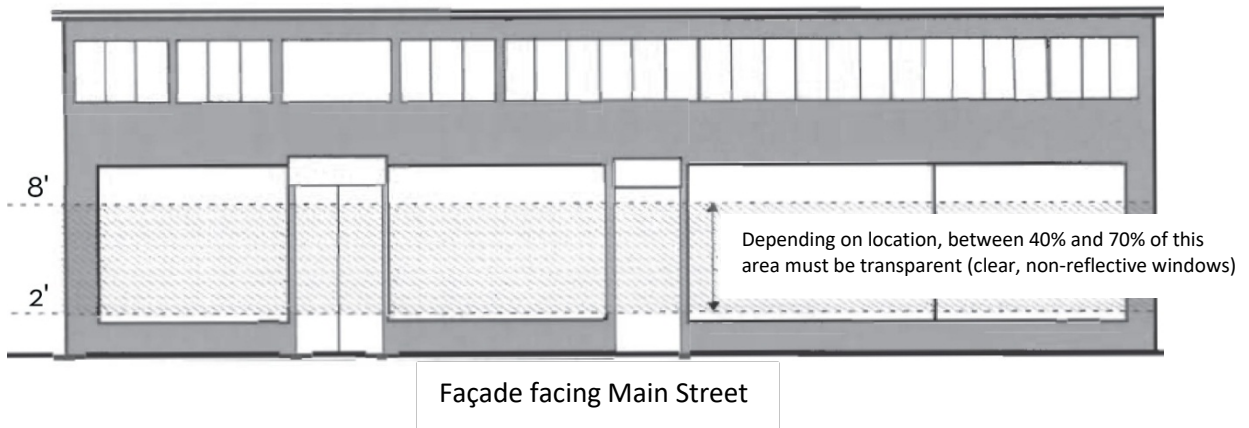 8'
Depending on location, between 40% and 70% of this
area must be transparent (clear, non-reflective windows)
2'
Façade facing Main Street